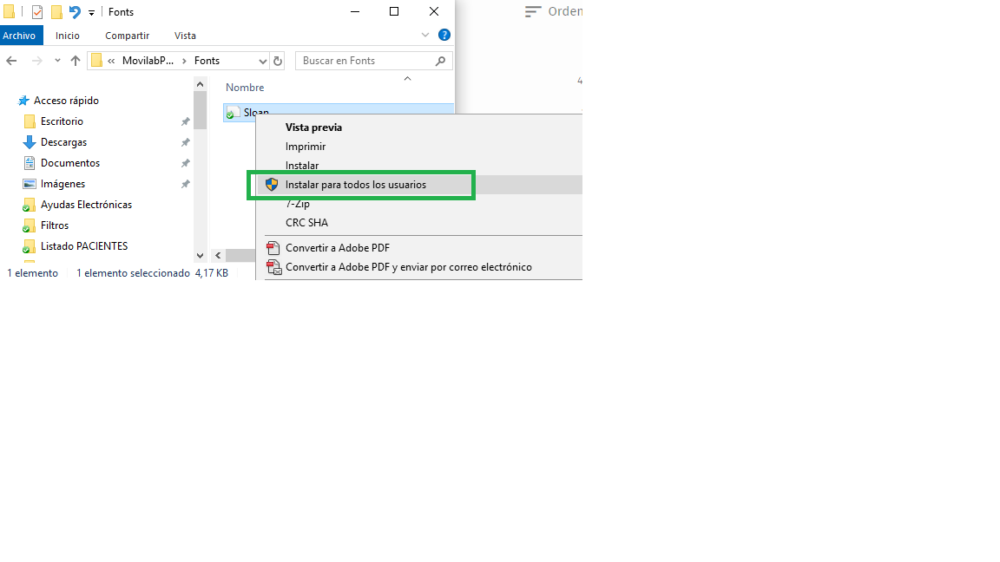 Fonts
Orden
Archivo Inicio Compartir Vista
« MovilabP... › Fonts Buscar en Fonts
Nombre
4
Acceso rápido
Sloan
Escritorio
Descargas
Documentos
Imágenes
Ayudas Electrónicas
Filtros
Listado PACIENTES
Vista previa
Imprimir
Instalar
Instalar para todos los usuarios
7-Zip
CRC SHA
Convertir a Adobe PDF
Convertir a Adobe PDF y enviar por correo electrónico
1 elemento 1 elemento seleccionado 4,17 KB